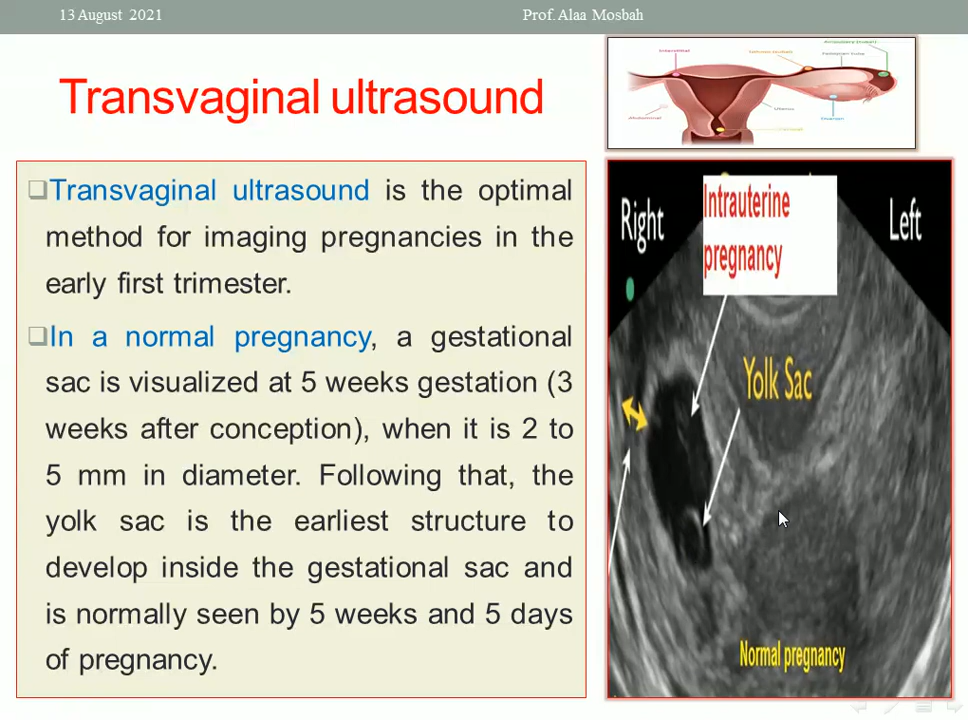 13 August 2021
Prof. Alaa Mosbah
Transvaginal ultrasound
Transvaginal ultrasound is the optimal
method for imaging pregnancies in the
early first trimester.
In a normal pregnancy, a gestational
sac is visualized at 5 weeks gestation (3
weeks after conception), when it is 2 to
5 mm in diameter. Following that, the
yolk sac is the earliest structure to
develop inside the gestational sac and
is normally seen by 5 weeks and 5 days
of pregnancy.
Uterus
Right
Intrauterine
pregnancy
Left
Yolk Sac
Normal pregnancy